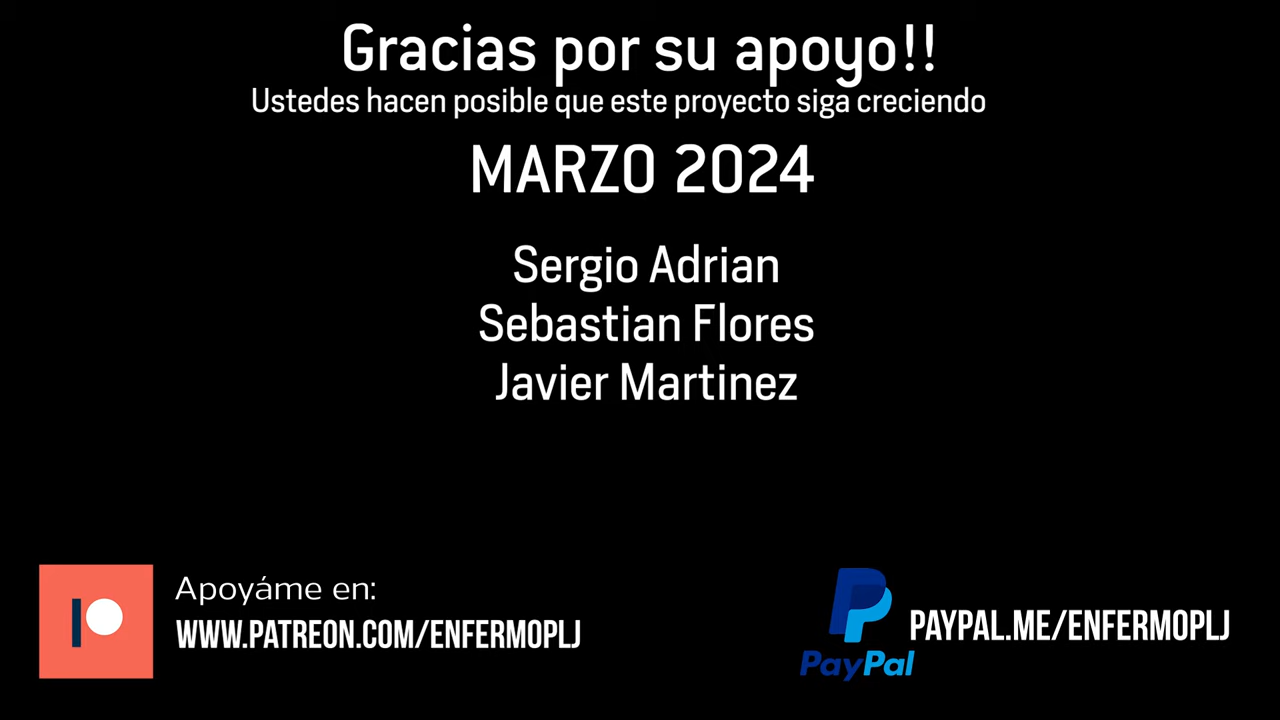 Gracias por su apoyo!!
Ustedes hacen posible que este proyecto siga creciendo
MARZO 2024
Sergio Adrian
Sebastian Flores
Javier Martinez
Apoyáme en:
WWW.PATREON.COM/ENFERMOPLJ
PayPal
PAYPAL.ME/ENFERMOPLJ